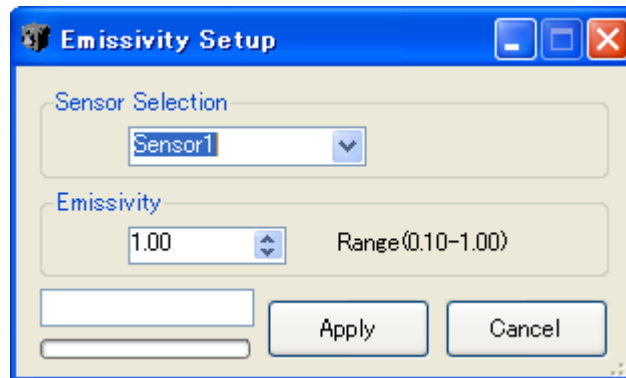 Emissivity Setup
Sensor Selection
Sensor1
Emissivity
1.00 Range(0.10-1.00)
Apply Cancel